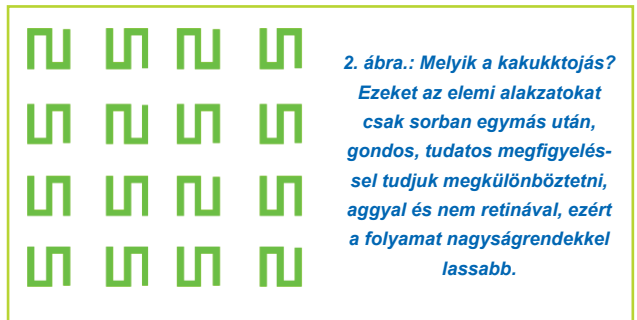 2. ábra.: Melyik a kakukktojás?
Ezeket az elemi alakzatokat
csak sorban egymás után,
gondos, tudatos megfigyelés-
sel tudjuk megkülönböztetni,
aggyal és nem retinával, ezért
a folyamat nagyságrendekkel
lassabb.